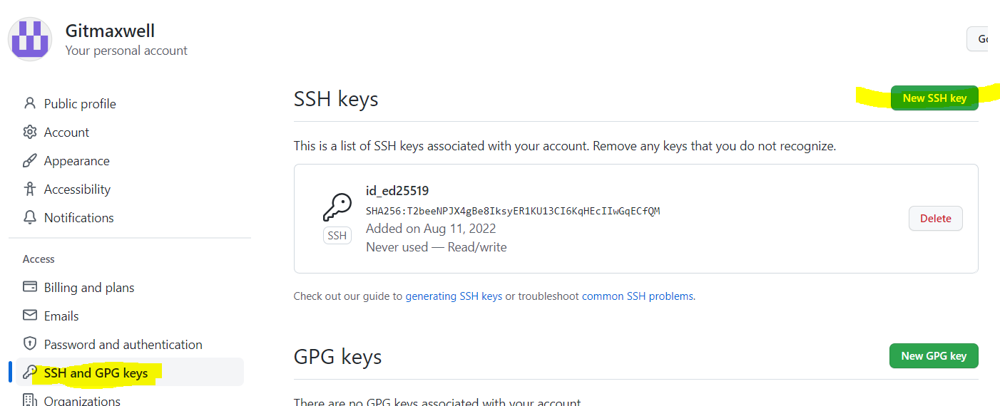 Gitmaxwell
Your personal account
Go
Public profile
Account
Appearance
Accessibility
Notifications
Access
Billing and plans
Emails
Password and authentication
SSH and GPG keys
Organizations
SSH keys
New SSH key
This is a list of SSH keys associated with your account. Remove any keys that you do not recognize.
id_ed25519
SHA256:T2beeNPJX4gBe8IksyER1KU13CI6KqHEcIIwGqECfQM
Added on Aug 11, 2022
Never used — Read/write
SSH
Delete
Check out our guide to generating SSH keys or troubleshoot common SSH problems.
GPG keys
New GPG key
There are no GPG keys associated with your account.